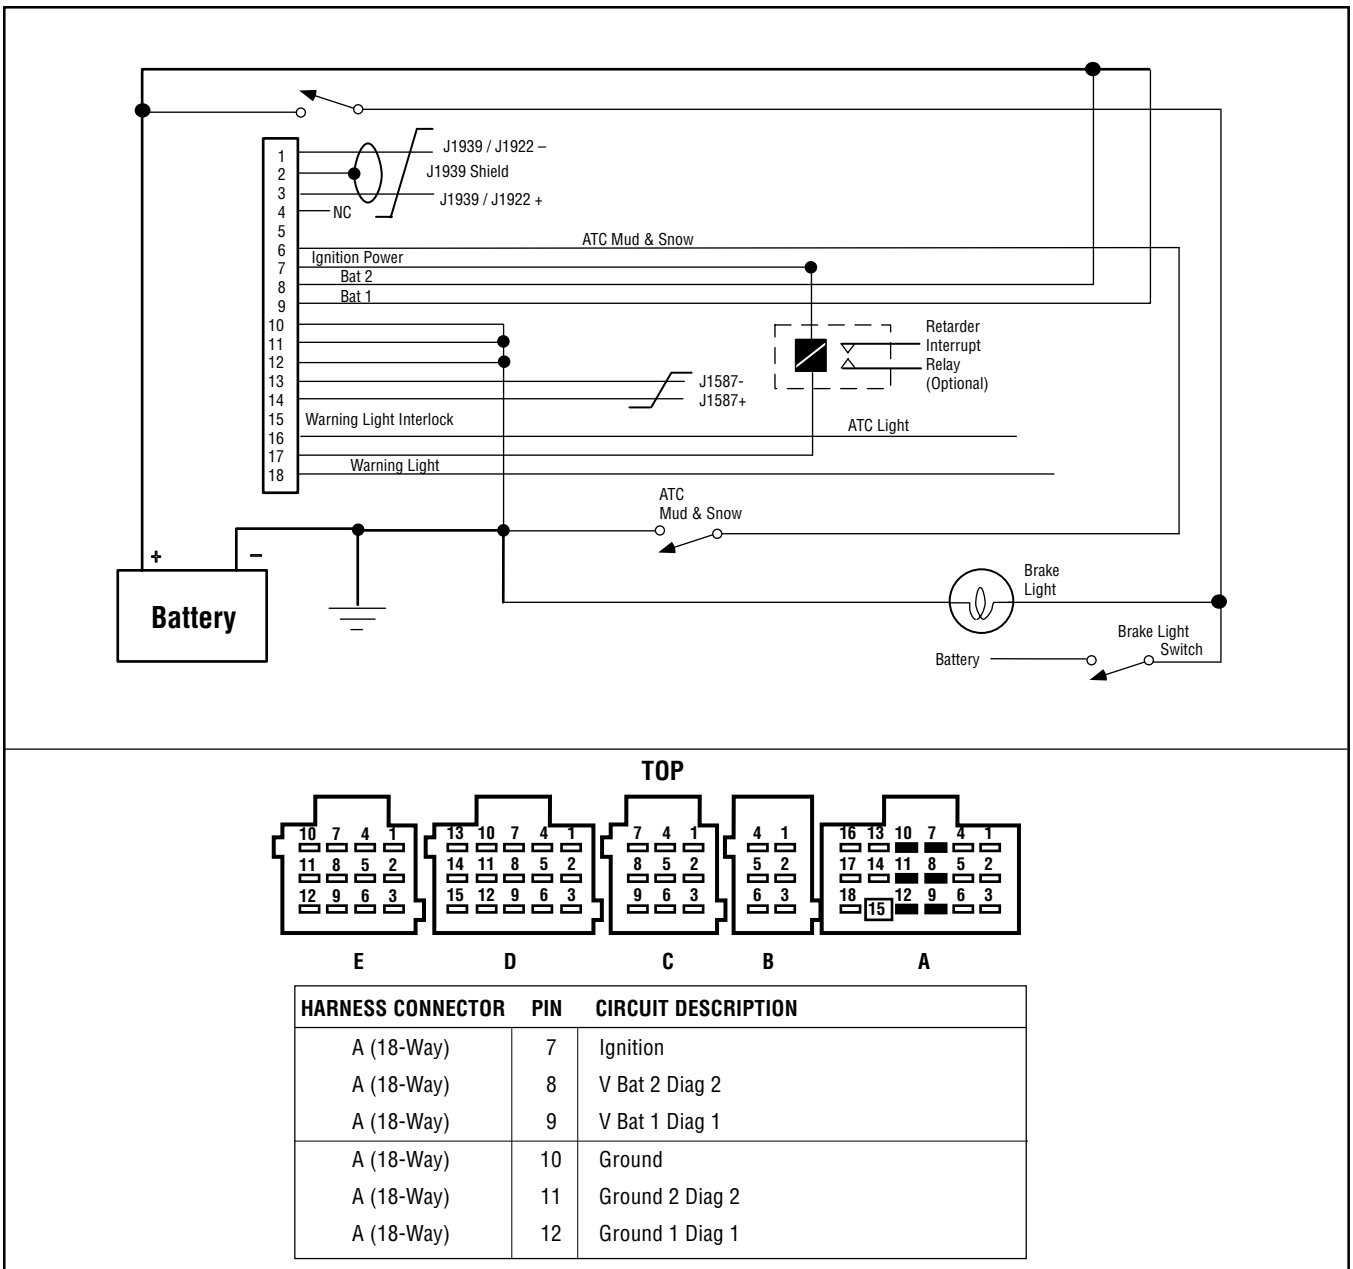 1
2
3
4
5
6
7
8
9
10
11
12
13
14
15
16
17
18
J1939 / J1922 –
J1939 Shield
J1939 / J1922 +
NC
ATC Mud & Snow
Ignition Power
Bat 2
Bat 1
Retarder
Interrupt
Relay
(Optional)
J1587-
J1587+
Warning Light Interlock
ATC Light
Warning Light
ATC
Mud & Snow
+ –
Battery
Brake
Light
Brake Light
Switch
Battery
TOP
10 7 4 1
11 8 5 2
12 9 6 3
E
13 10 7 4 1
14 11 8 5 2
15 12 9 6 3
D
7 4 1
8 5 2
9 6 3
C
4 1
5 2
6 3
B
16 13 10 7 4 1
17 14 11 8 5 2
18 15 12 9 6 3
A
HARNESS CONNECTOR PIN CIRCUIT DESCRIPTION
A (18-Way) 7 Ignition
A (18-Way) 8 V Bat 2 Diag 2
A (18-Way) 9 V Bat 1 Diag 1
A (18-Way) 10 Ground
A (18-Way) 11 Ground 2 Diag 2
A (18-Way) 12 Ground 1 Diag 1